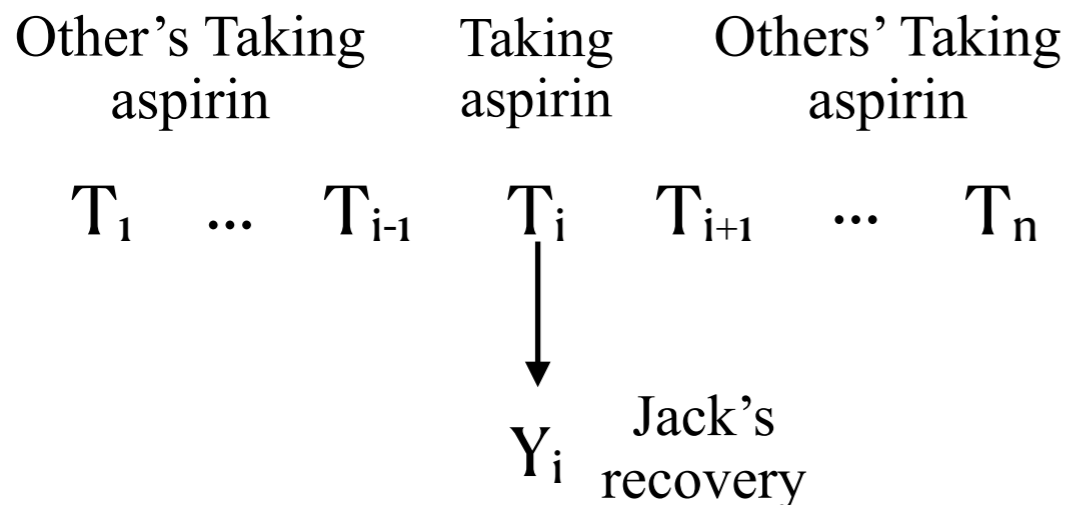 Other’s Taking aspirin
Taking aspirin
Others’ Taking aspirin
T₁ ... Tᵢ₋₁ Tᵢ Tᵢ₊₁ ... Tₙ
Yᵢ
Jack’s recovery